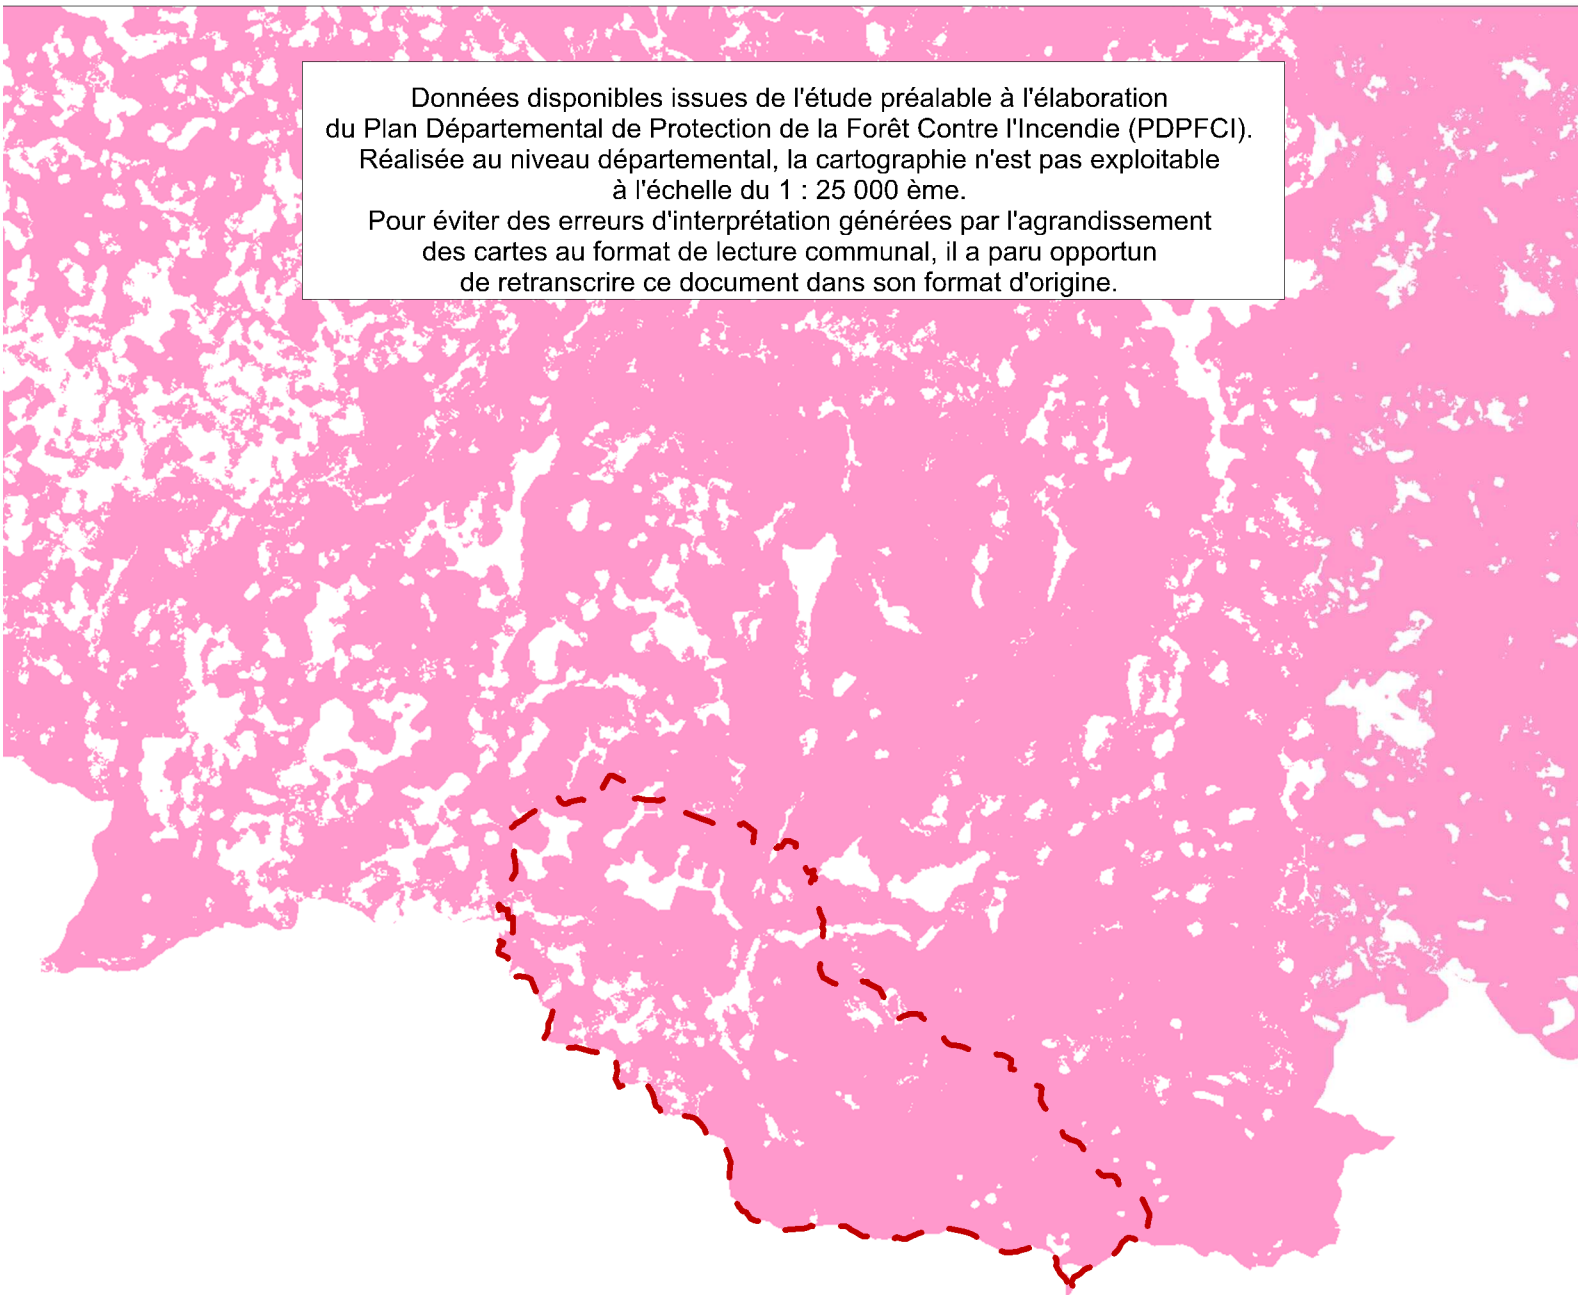 Données disponibles issues de l'étude préalable à l'élaboration
du Plan Départemental de Protection de la Forêt Contre l'Incendie (PDPFCI).
Réalisée au niveau départemental, la cartographie n'est pas exploitable
à l'échelle du 1 : 25 000 ème.
Pour éviter des erreurs d'interprétation générées par l'agrandissement
des cartes au format de lecture communal, il a paru opportun
de retranscrire ce document dans son format d'origine.